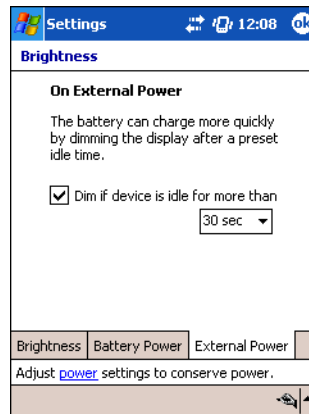 Settings 12:08 ok
Brightness
On External Power
The battery can charge more quickly
by dimming the display after a preset
idle time.
Dim if device is idle for more than
30 sec
Brightness Battery Power External Power
Adjust power settings to conserve power.